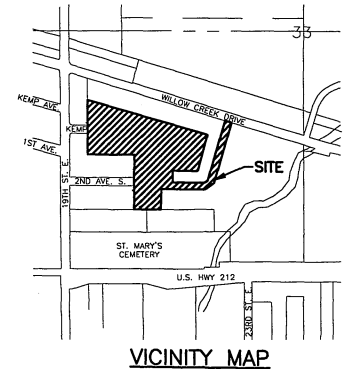 33
WILLOW CREEK DRIVE
KEMP AVE.
KEMP
1ST AVE.
19TH ST. E.
SITE
2ND AVE. S.
ST. MARY'S
CEMETERY
U.S. HWY 212
23RD ST. E.
VICINITY MAP